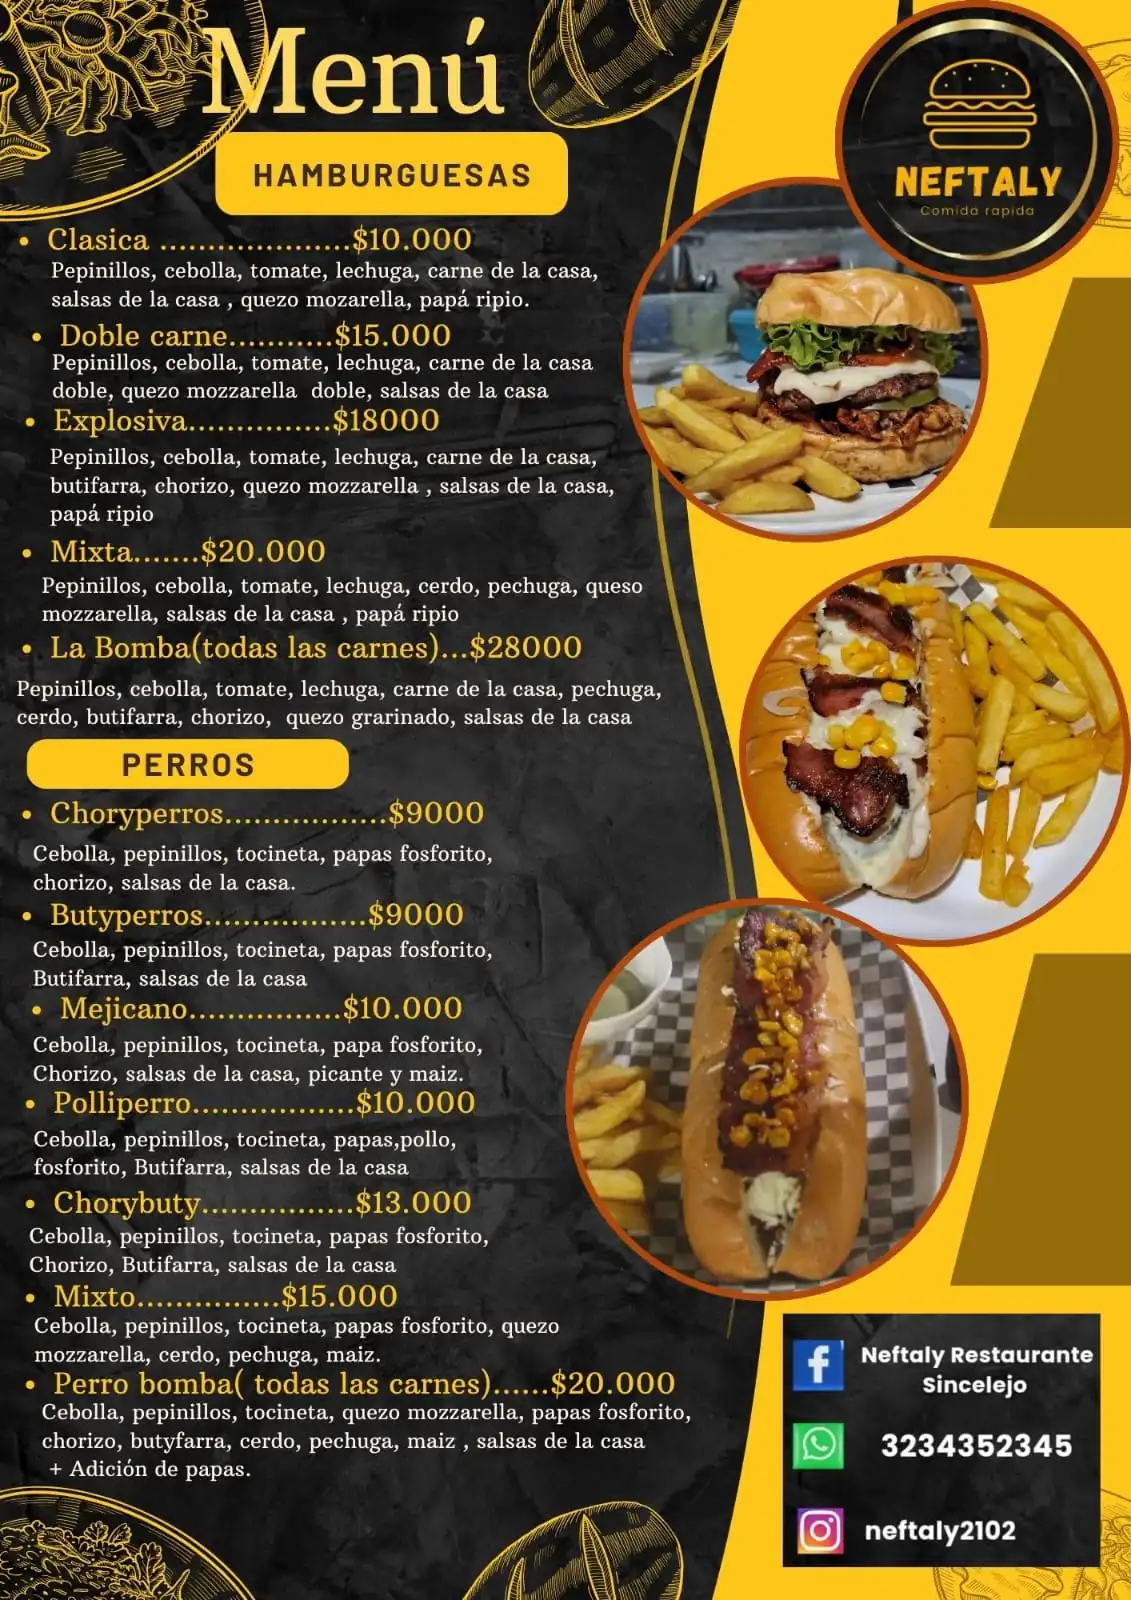 Menú
HAMBURGUESAS
NEFTALY
Comida rapida
• Clasica ....................$10.000
Pepinillos, cebolla, tomate, lechuga, carne de la casa,
salsas de la casa , quezo mozarella, papá ripio.
• Doble carne...........$15.000
Pepinillos, cebolla, tomate, lechuga, carne de la casa
doble, quezo mozzarella  doble, salsas de la casa
• Explosiva...............$18000
Pepinillos, cebolla, tomate, lechuga, carne de la casa,
butifarra, chorizo, quezo mozzarella , salsas de la casa,
papá ripio
• Mixta.......$20.000
Pepinillos, cebolla, tomate, lechuga, cerdo, pechuga, queso
mozzarella, salsas de la casa , papá ripio
• La Bomba(todas las carnes)...$28000
Pepinillos, cebolla, tomate, lechuga, carne de la casa, pechuga,
cerdo, butifarra, chorizo,  quezo grarinado, salsas de la casa
PERROS
• Choryperros.................$9000
Cebolla, pepinillos, tocineta, papas fosforito,
chorizo, salsas de la casa.
• Butyperros.................$9000
Cebolla, pepinillos, tocineta, papas fosforito,
Butifarra, salsas de la casa
• Mejicano................$10.000
Cebolla, pepinillos, tocineta, papa fosforito,
Chorizo, salsas de la casa, picante y maiz.
• Polliperro.................$10.000
Cebolla, pepinillos, tocineta, papas,pollo,
fosforito, Butifarra, salsas de la casa
• Chorybuty................$13.000
Cebolla, pepinillos, tocineta, papas fosforito,
Chorizo, Butifarra, salsas de la casa
• Mixto...............$15.000
Cebolla, pepinillos, tocineta, papas fosforito, quezo
mozzarella, cerdo, pechuga, maiz.
• Perro bomba( todas las carnes)......$20.000
Cebolla, pepinillos, tocineta, quezo mozzarella, papas fosforito,
chorizo, butyfarra, cerdo, pechuga, maiz , salsas de la casa
+ Adición de papas.
Neftaly Restaurante
Sincelejo
3234352345
neftaly2102